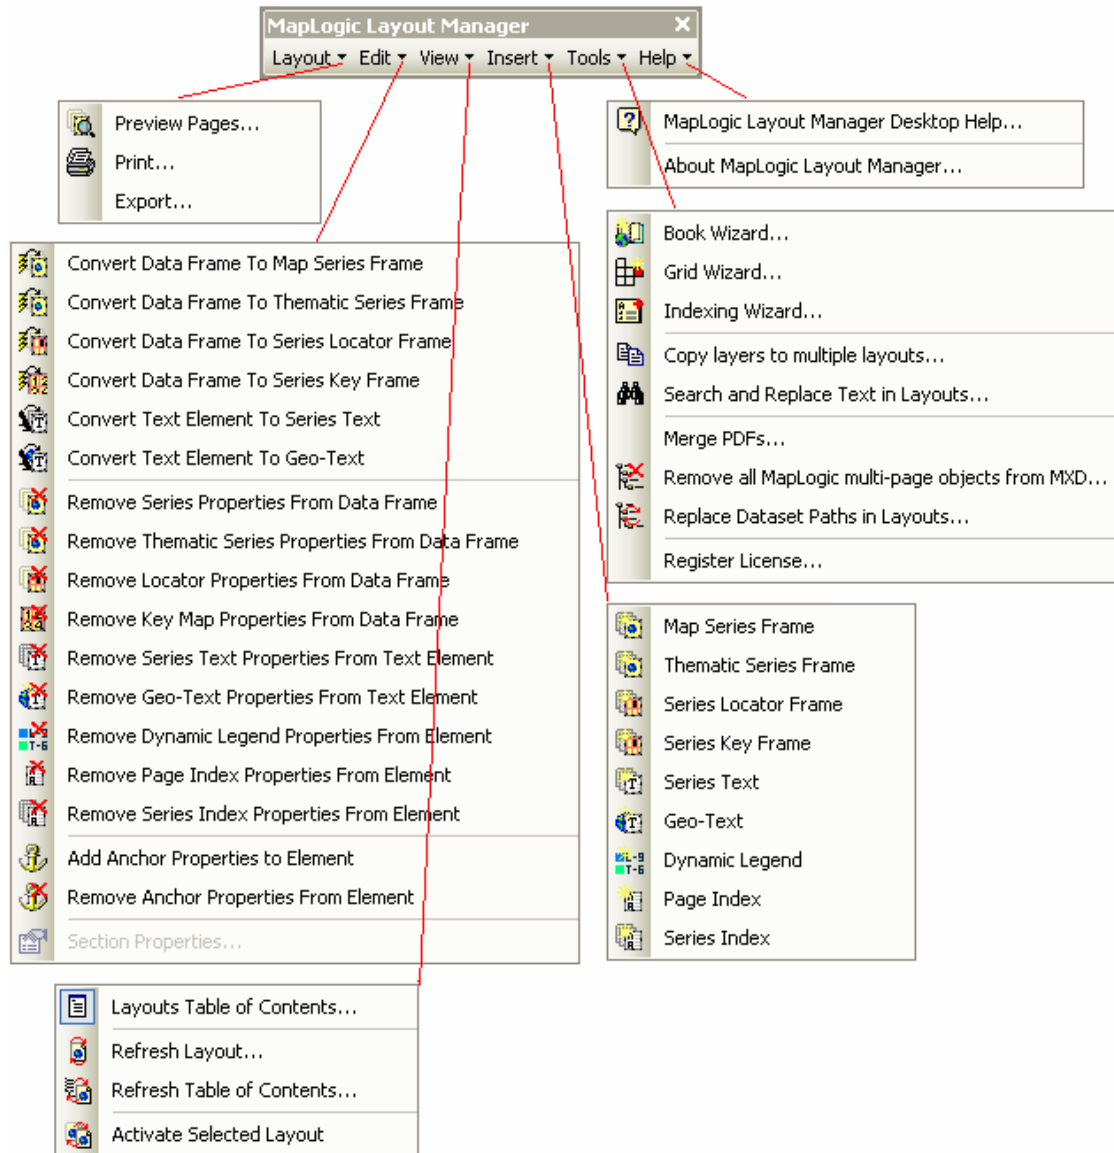 MapLogic Layout Manager
Layout Edit View Insert Tools Help
Preview Pages...
Print...
Export...
MapLogic Layout Manager Desktop Help...
About MapLogic Layout Manager...
Convert Data Frame To Map Series Frame
Convert Data Frame To Thematic Series Frame
Convert Data Frame To Series Locator Frame
Convert Data Frame To Series Key Frame
Convert Text Element To Series Text
Convert Text Element To Geo-Text
Remove Series Properties From Data Frame
Remove Thematic Series Properties From Data Frame
Remove Locator Properties From Data Frame
Remove Key Map Properties From Data Frame
Remove Series Text Properties From Text Element
Remove Geo-Text Properties From Text Element
Remove Dynamic Legend Properties From Element
Remove Page Index Properties From Element
Remove Series Index Properties From Element
Add Anchor Properties to Element
Remove Anchor Properties From Element
Section Properties...
Book Wizard...
Grid Wizard...
Indexing Wizard...
Copy layers to multiple layouts...
Search and Replace Text in Layouts...
Merge PDFs...
Remove all MapLogic multi-page objects from MXD...
Replace Dataset Paths in Layouts...
Register License...
Map Series Frame
Thematic Series Frame
Series Locator Frame
Series Key Frame
Series Text
Geo-Text
Dynamic Legend
Page Index
Series Index
Layouts Table of Contents...
Refresh Layout...
Refresh Table of Contents...
Activate Selected Layout